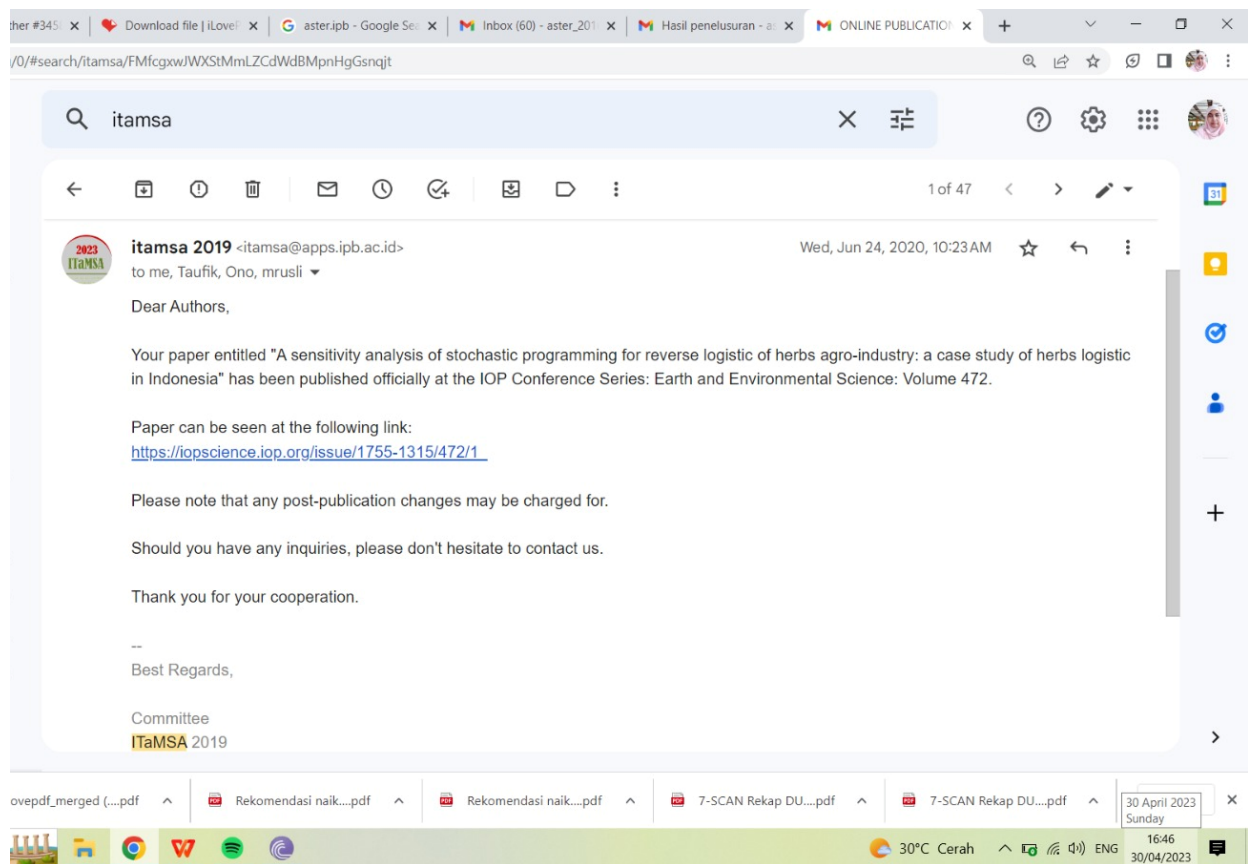 ther #345
Download file | iLoveP
aster.ipb - Google Sea
Inbox (60) - aster_201
Hasil penelusuran - as
ONLINE PUBLICATION
/0/#search/itamsa/FMfcgxwJWXStMmLZCdWdBMpnHgGsnqjt
itamsa
1 of 47
31
2023
ITaMSA
itamsa 2019 <itamsa@apps.ipb.ac.id>
Wed, Jun 24, 2020, 10:23 AM
to me, Taufik, Ono, mrusli
Dear Authors,
Your paper entitled "A sensitivity analysis of stochastic programming for reverse logistic of herbs agro-industry: a case study of herbs logistic
in Indonesia" has been published officially at the IOP Conference Series: Earth and Environmental Science: Volume 472.
Paper can be seen at the following link:
https://iopscience.iop.org/issue/1755-1315/472/1
Please note that any post-publication changes may be charged for.
Should you have any inquiries, please don't hesitate to contact us.
Thank you for your cooperation.
--
Best Regards,
Committee
ITaMSA 2019
ovepdf_merged (....pdf
Rekomendasi naik....pdf
Rekomendasi naik....pdf
7-SCAN Rekap DU....pdf
7-SCAN Rekap DU....pdf
30 April 2023
Sunday
30°C Cerah
ENG
16:46
30/04/2023